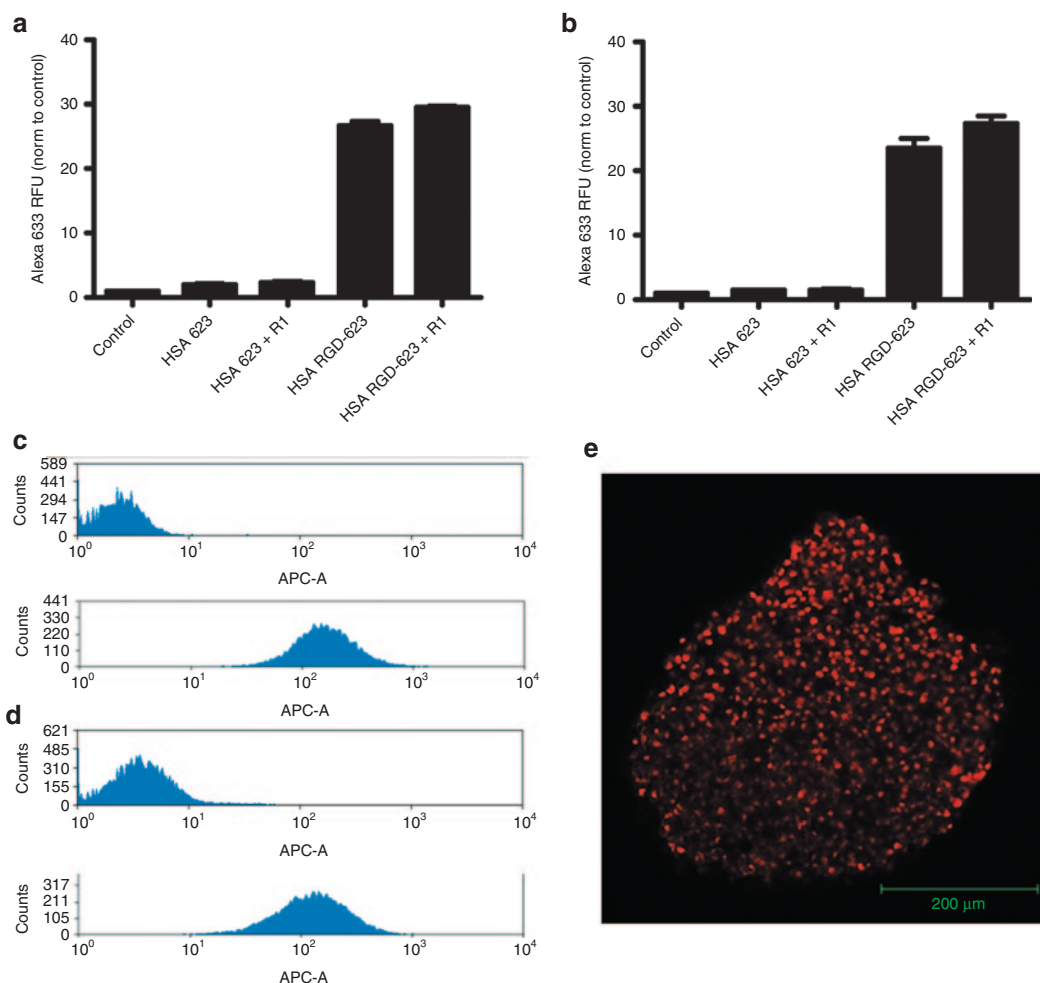 a
Alexa 633 RFU (norm to control)
40
30
20
10
0
Control
HSA 623
HSA 623 + R1
HSA RGD-623
HSA RGD-623 + R1
b
Alexa 633 RFU (norm to control)
40
30
20
10
0
Control
HSA 623
HSA 623 + R1
HSA RGD-623
HSA RGD-623 + R1
c
Counts
589
441
294
147
0
10⁰ 10¹ 10² 10³ 10⁴
APC-A
Counts
441
330
220
110
0
10⁰ 10¹ 10² 10³ 10⁴
APC-A
d
Counts
621
485
310
155
0
10⁰ 10¹ 10² 10³ 10⁴
APC-A
Counts
317
211
105
0
10⁰ 10¹ 10² 10³ 10⁴
APC-A
e
200 μm